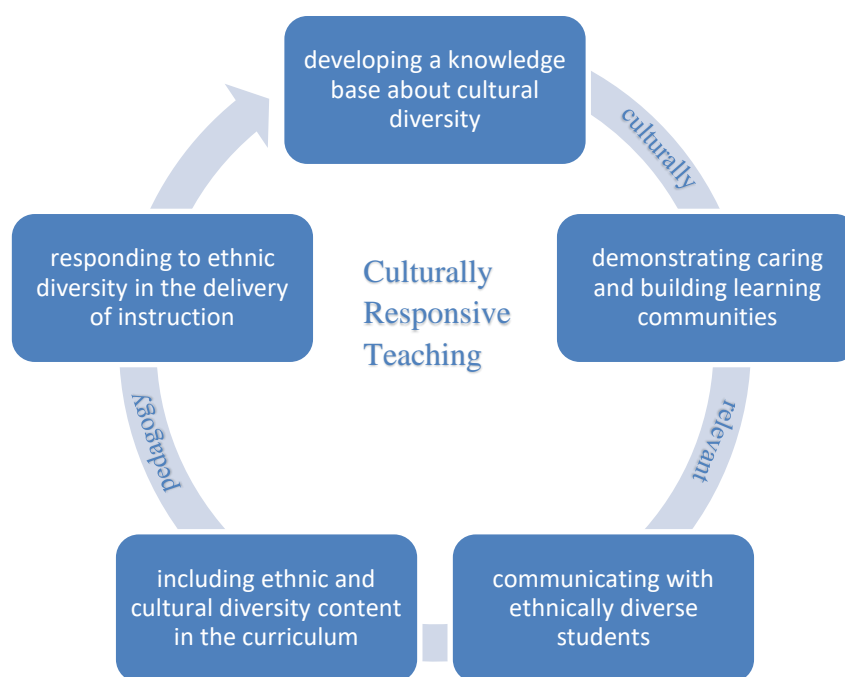 developing a knowledge
base about cultural
diversity
culturally
demonstrating caring
and building learning
communities
relevant
communicating with
ethnically diverse
students
including ethnic and
cultural diversity content
in the curriculum
pedagogy
responding to ethnic
diversity in the delivery
of instruction
Culturally
Responsive
Teaching